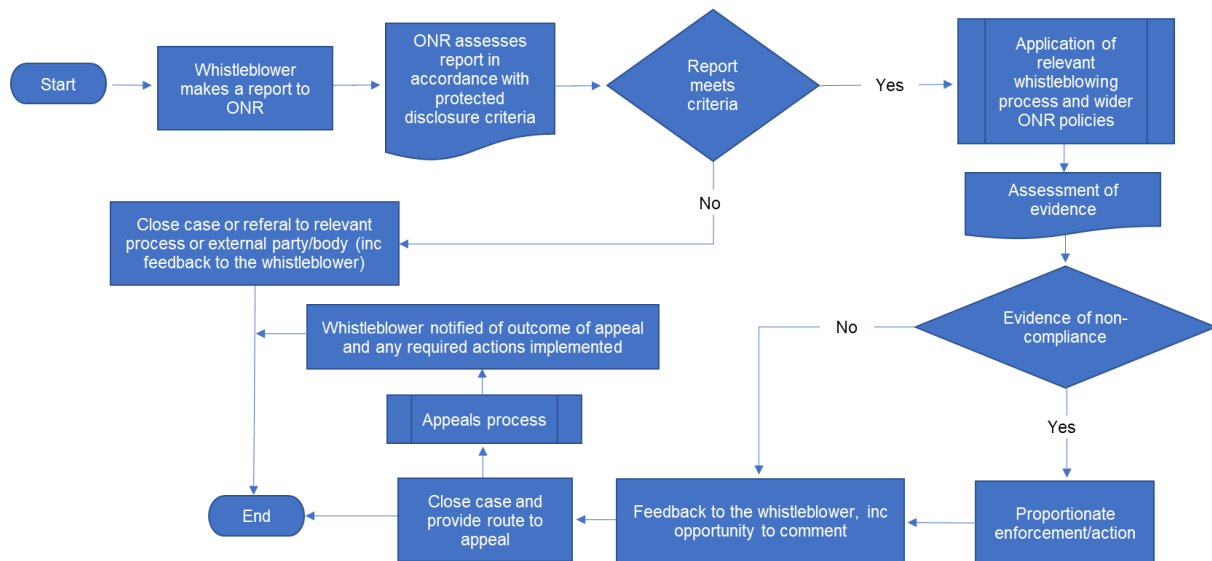 Start
Whistleblower
makes a report to
ONR
ONR assesses
report in
accordance with
protected
disclosure criteria
Report
meets
criteria
Yes
Application of
relevant
whistleblowing
process and wider
ONR policies
No
Assessment of
evidence
Close case or referal to relevant
process or external party/body (inc
feedback to the whistleblower)
Evidence of non-
compliance
No
Whistleblower notified of outcome of appeal
and any required actions implemented
Appeals process
Yes
End
Close case and
provide route to
appeal
Feedback to the whistleblower, inc
opportunity to comment
Proportionate
enforcement/action